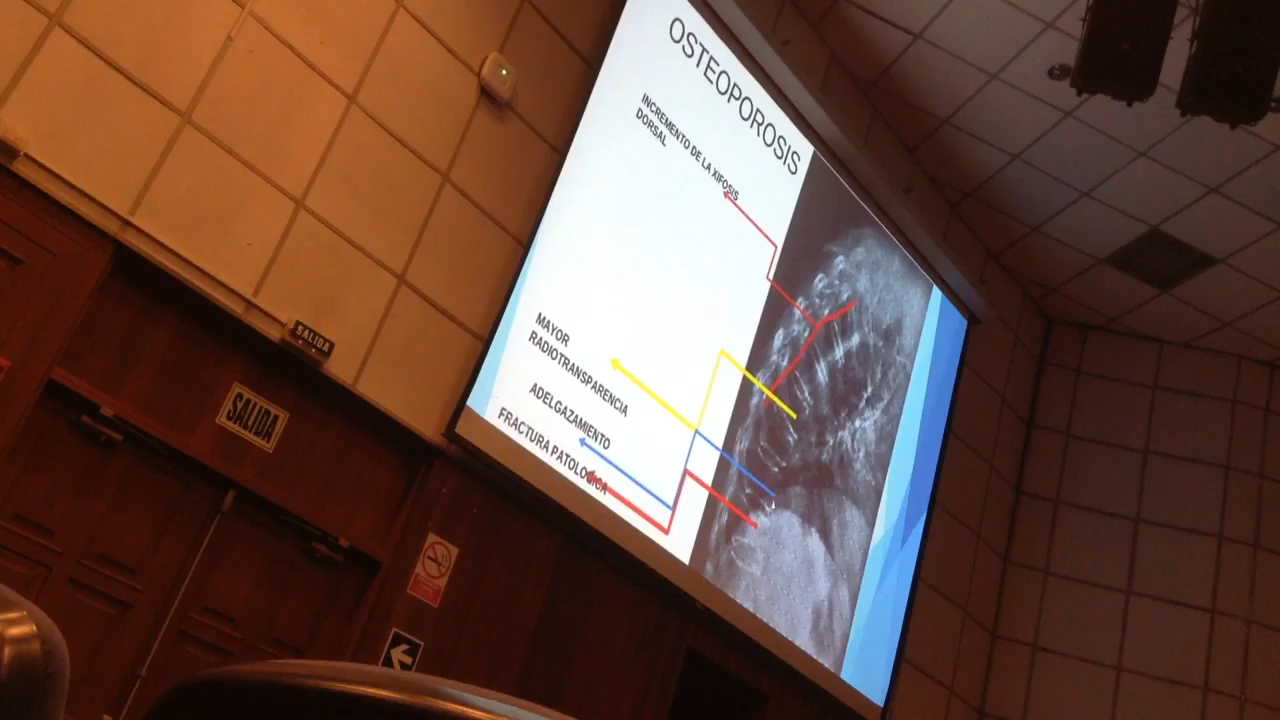 OSTEOPOROSIS
INCREMENTO DE LA XIFOSIS
DORSAL
MAYOR
RADIOTRANSPARENCIA
ADELGAZAMIENTO
FRACTURA PATOLOGICA
SALIDA
SALIDA